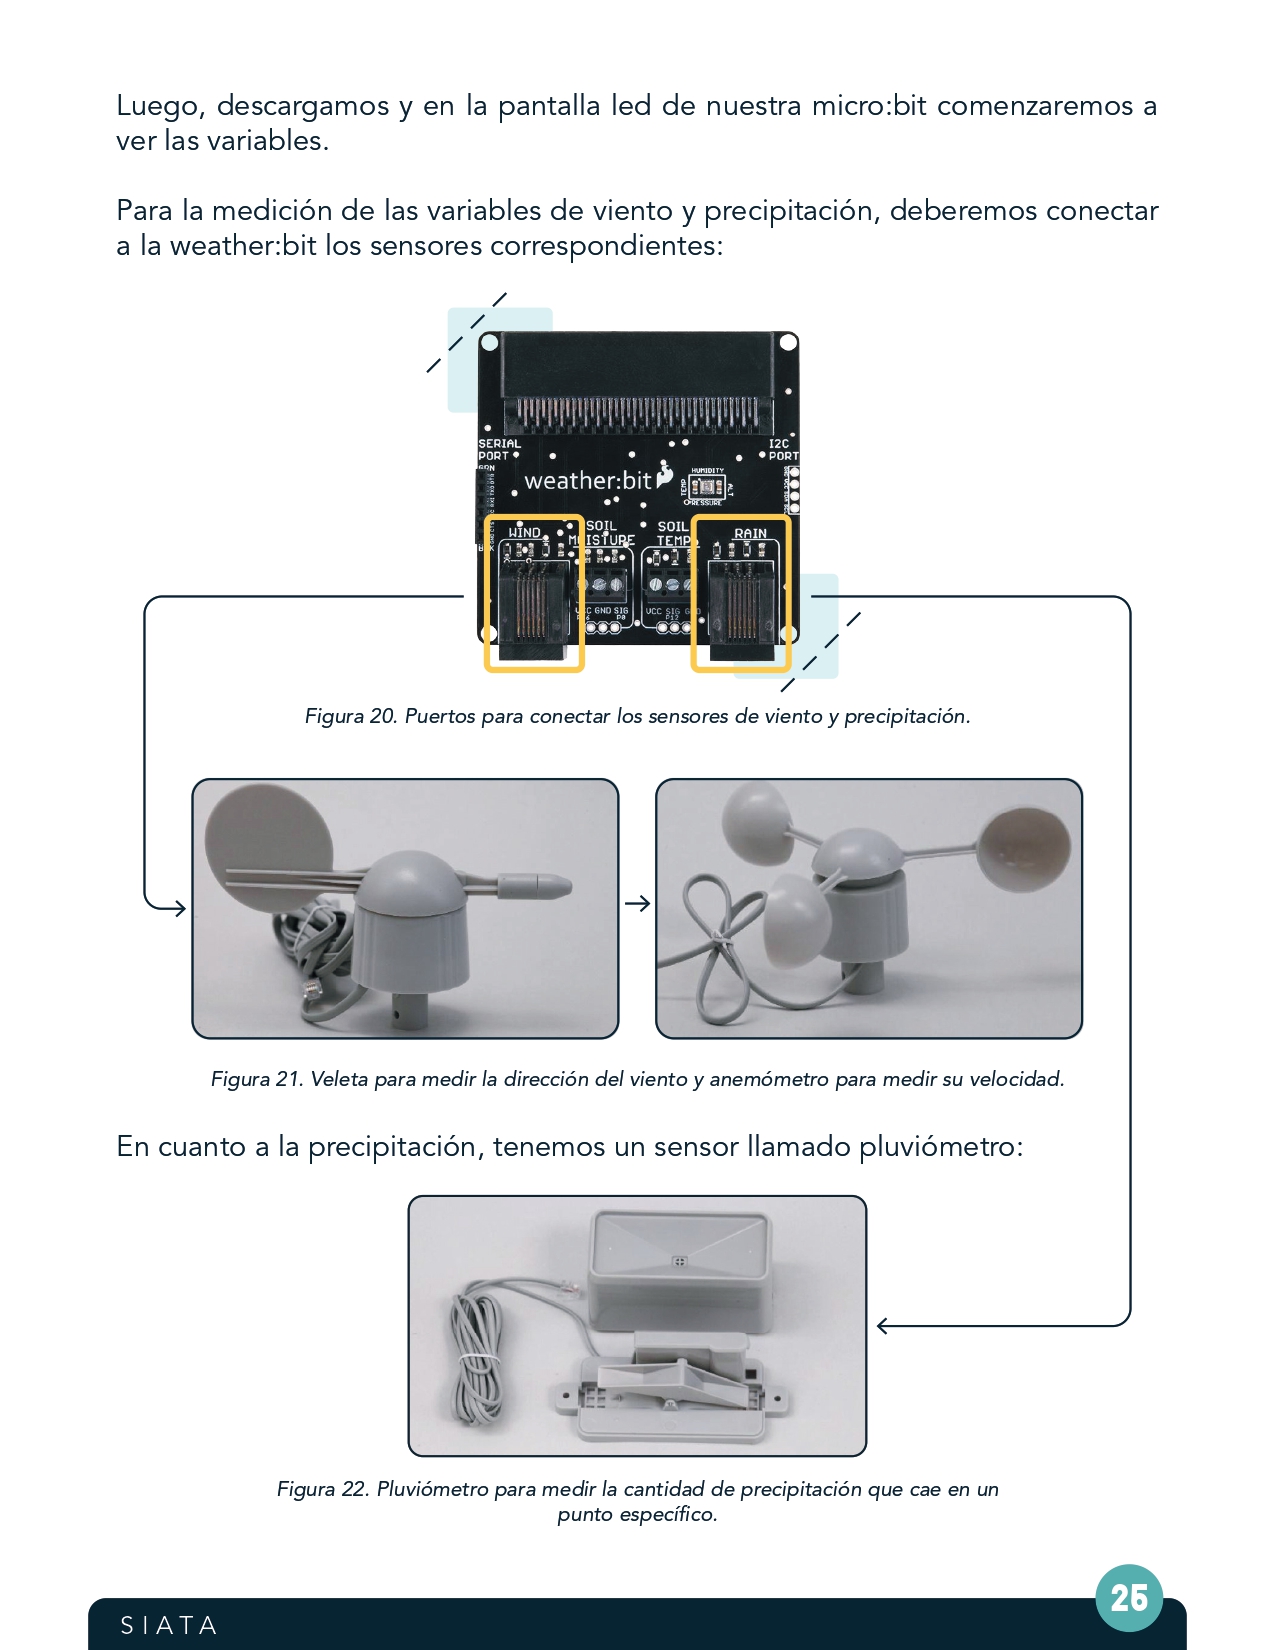 Luego, descargamos y en la pantalla led de nuestra micro:bit comenzaremos a
ver las variables.
Para la medición de las variables de viento y precipitación, deberemos conectar
a la weather:bit los sensores correspondientes:
SERIAL
PORT
I2C
PORT
GRN
weather:bit
HUMIDITY
TEMP
ALT
PRESSURE
WIND
SOIL
MOISTURE
SOIL
TEMP
RAIN
VCC GND SIG
P0
VCC SIG GND
P12
Figura 20. Puertos para conectar los sensores de viento y precipitación.
Figura 21. Veleta para medir la dirección del viento y anemómetro para medir su velocidad.
En cuanto a la precipitación, tenemos un sensor llamado pluviómetro:
Figura 22. Pluviómetro para medir la cantidad de precipitación que cae en un
punto específico.
25
SIATA